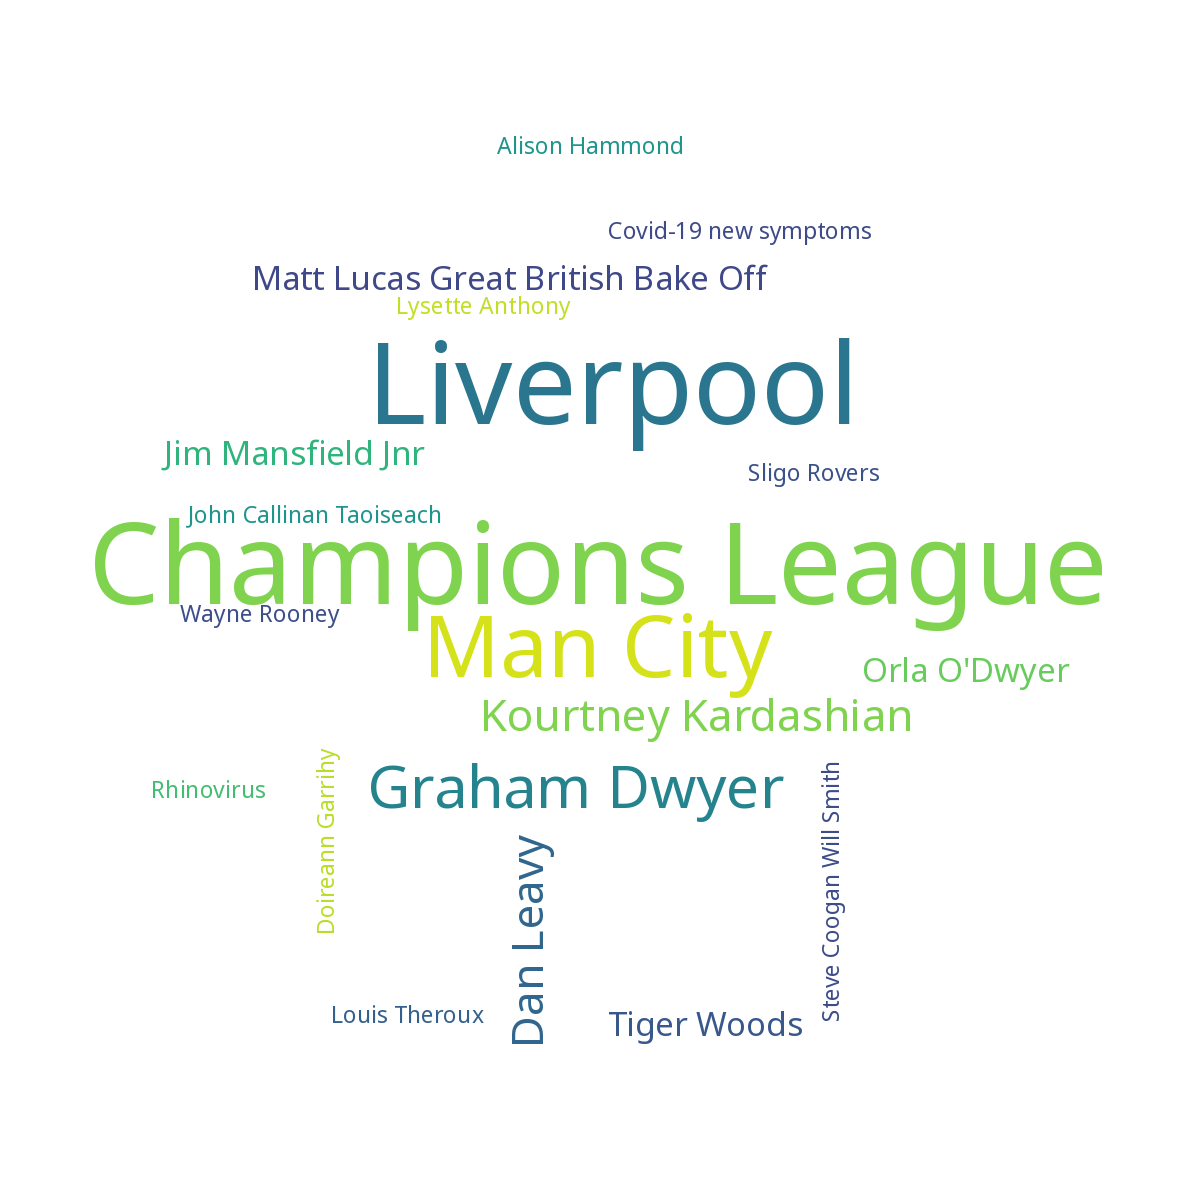 Alison Hammond
Covid-19 new symptoms
Matt Lucas Great British Bake Off
Lysette Anthony
Liverpool
Jim Mansfield Jnr
Sligo Rovers
John Callinan Taoiseach
Champions League
Wayne Rooney
Man City
Orla O'Dwyer
Kourtney Kardashian
Graham Dwyer
Rhinovirus
Doireann Garrihy
Steve Coogan Will Smith
Dan Leavy
Louis Theroux
Tiger Woods